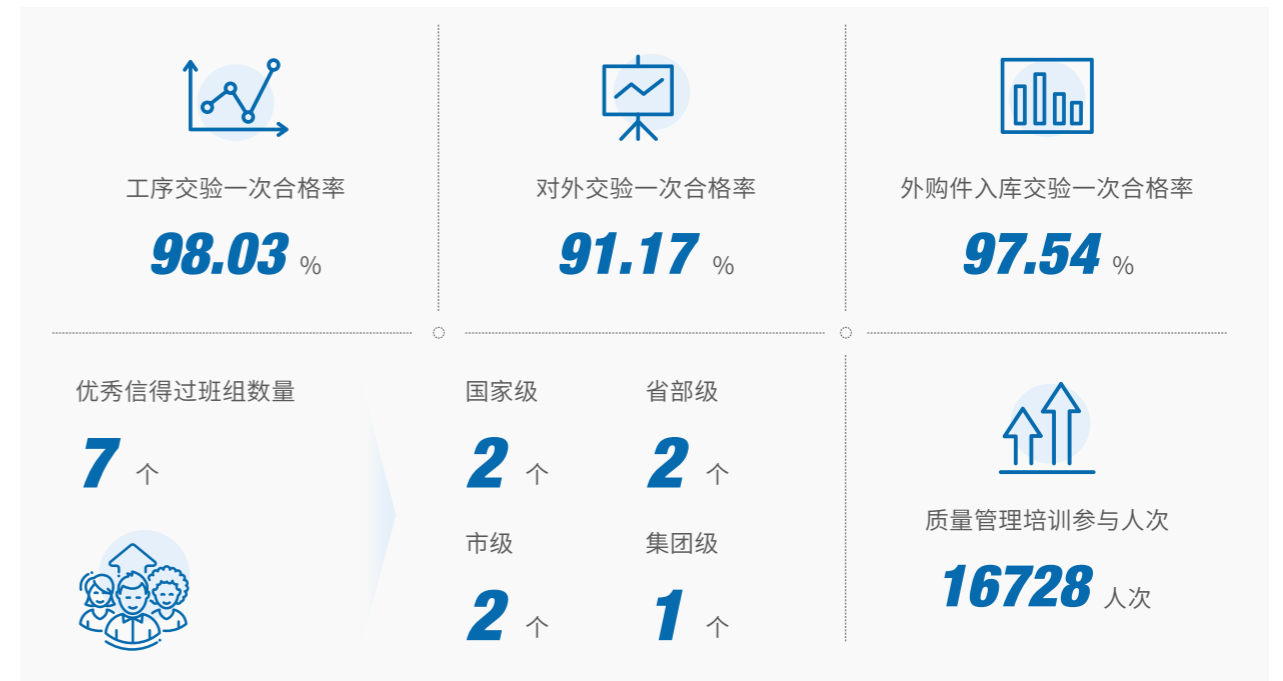 工序交验一次合格率
98.03 %
对外交验一次合格率
91.17 %
外购件入库交验一次合格率
97.54 %
优秀信得过班组数量
7 个
国家级
2 个
省部级
2 个
市级
2 个
集团级
1 个
质量管理培训参与人次
16728 人次